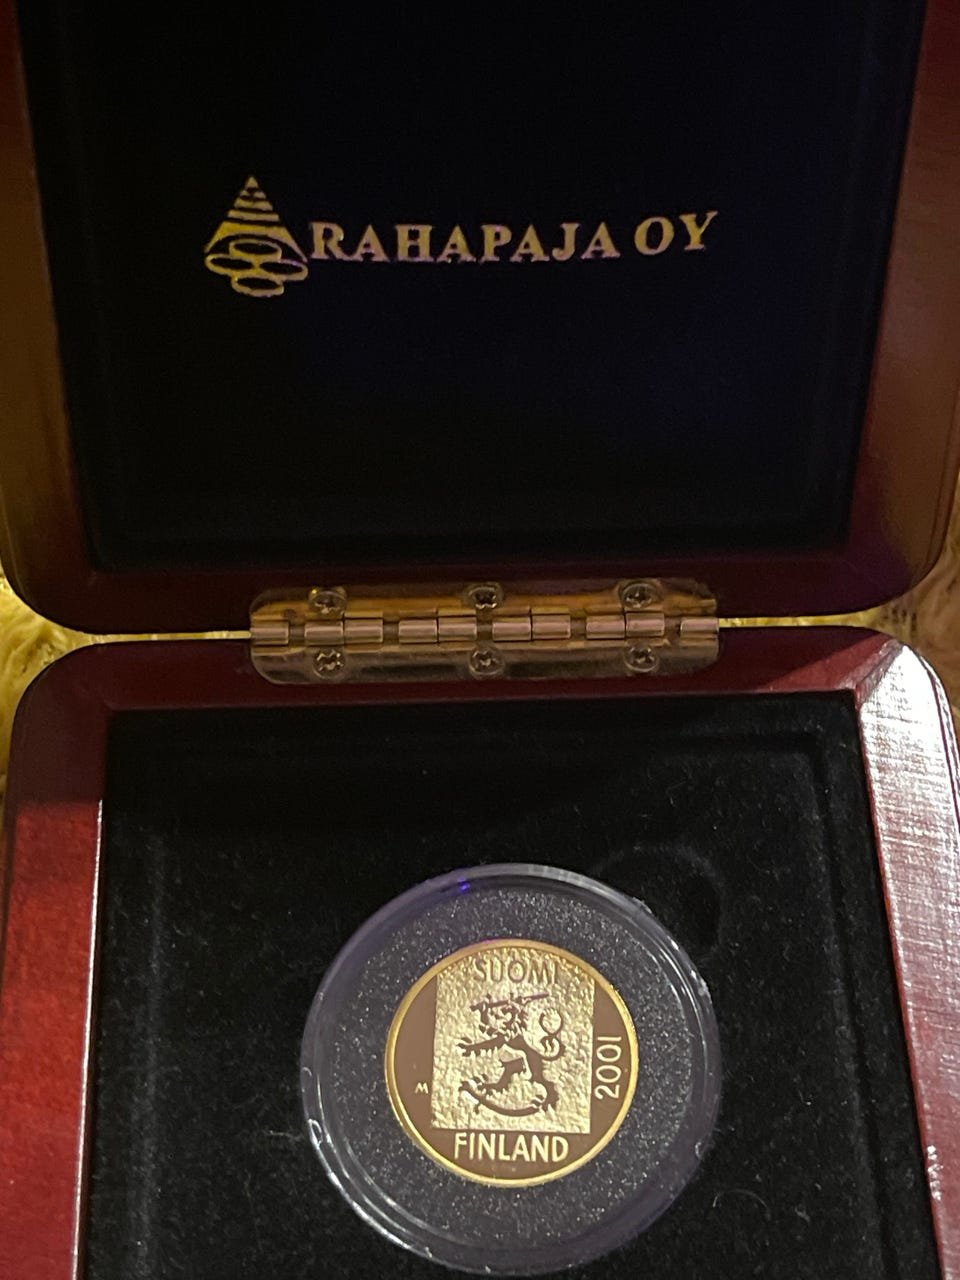 RAHAPAJA OY
SUOMI
2001
M
FINLAND